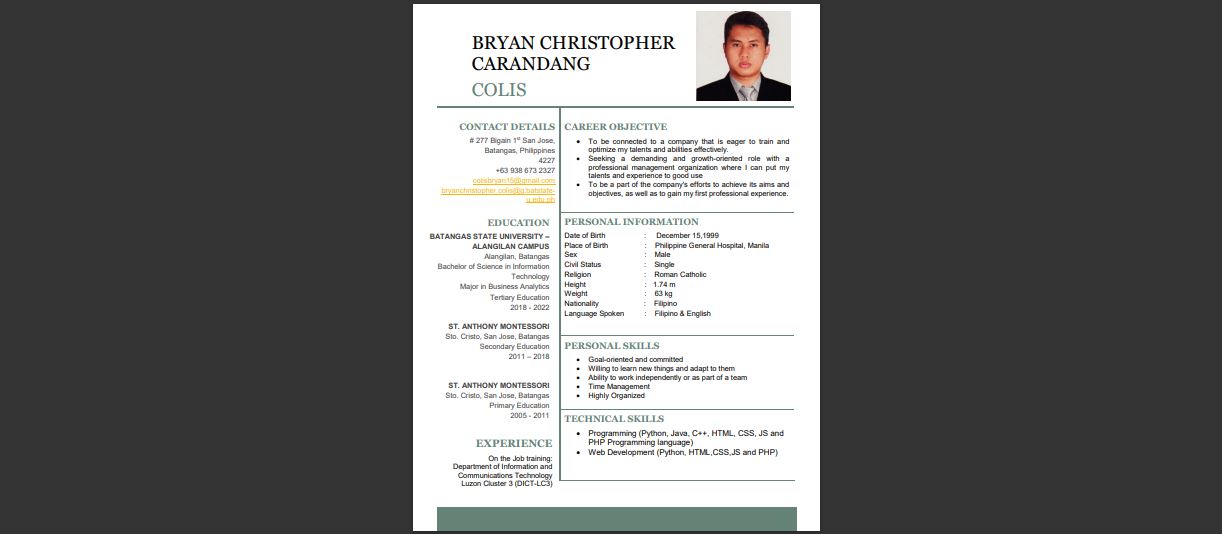 BRYAN CHRISTOPHER
CARANDANG
COLIS
CONTACT DETAILS
# 277 Bigain 1st San Jose,
Batangas, Philippines
4227
+63 938 673 2327
colisbryan15@gmail.com
bryanchristopher.colis@g.batstate-
u.edu.ph
EDUCATION
BATANGAS STATE UNIVERSITY –
ALANGILAN CAMPUS
Alangilan, Batangas
Bachelor of Science in Information
Technology
Major in Business Analytics
Tertiary Education
2018 - 2022
ST. ANTHONY MONTESSORI
Sto. Cristo, San Jose, Batangas
Secondary Education
2011 – 2018
ST. ANTHONY MONTESSORI
Sto. Cristo, San Jose, Batangas
Primary Education
2005 - 2011
EXPERIENCE
On the Job training:
Department of Information and
Communications Technology
Luzon Cluster 3 (DICT-LC3)
CAREER OBJECTIVE
• To be connected to a company that is eager to train and
optimize my talents and abilities effectively.
• Seeking a demanding and growth-oriented role with a
professional management organization where I can put my
talents and experience to good use
• To be a part of the company's efforts to achieve its aims and
objectives, as well as to gain my first professional experience.
PERSONAL INFORMATION
Date of Birth : December 15,1999
Place of Birth : Philippine General Hospital, Manila
Sex : Male
Civil Status : Single
Religion : Roman Catholic
Height : 1.74 m
Weight : 63 kg
Nationality : Filipino
Language Spoken : Filipino & English
PERSONAL SKILLS
• Goal-oriented and committed
• Willing to learn new things and adapt to them
• Ability to work independently or as part of a team
• Time Management
• Highly Organized
TECHNICAL SKILLS
• Programming (Python, Java, C++, HTML, CSS, JS and
PHP Programming language)
• Web Development (Python, HTML,CSS,JS and PHP)